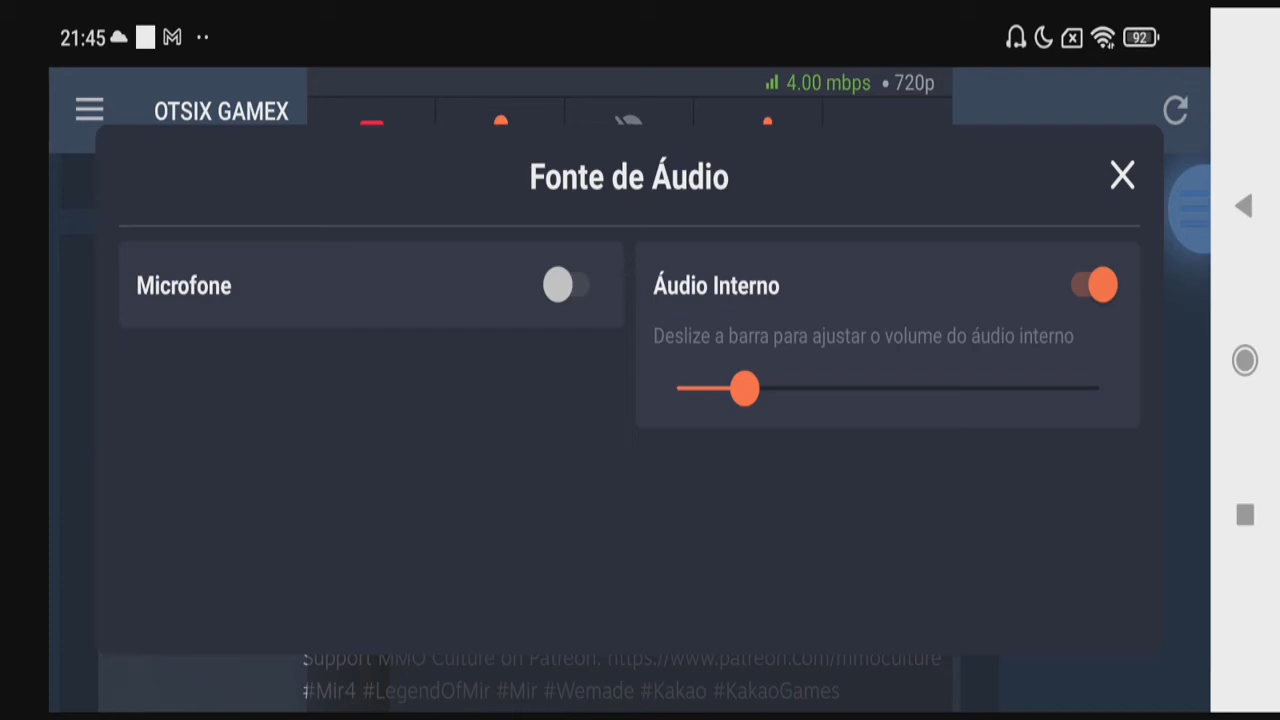 21:45
92
4.00 mbps • 720p
OTSIX GAMEX
Fonte de Áudio
Microfone
Áudio Interno
Deslize a barra para ajustar o volume do áudio interno
Support MMO Culture on Patreon: https://www.patreon.com/mmoculture
#Mir4 #LegendOfMir #Mir #Wemade #Kakao #KakaoGames